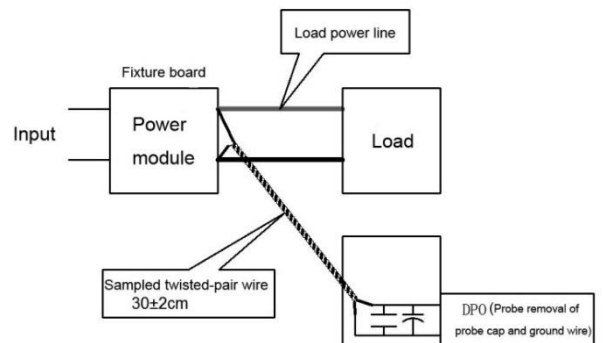 Load power line
Fixture board
Input
Power
module
Load
Sampled twisted-pair wire
30±2cm
DPO (Probe removal of
probe cap and ground wire)